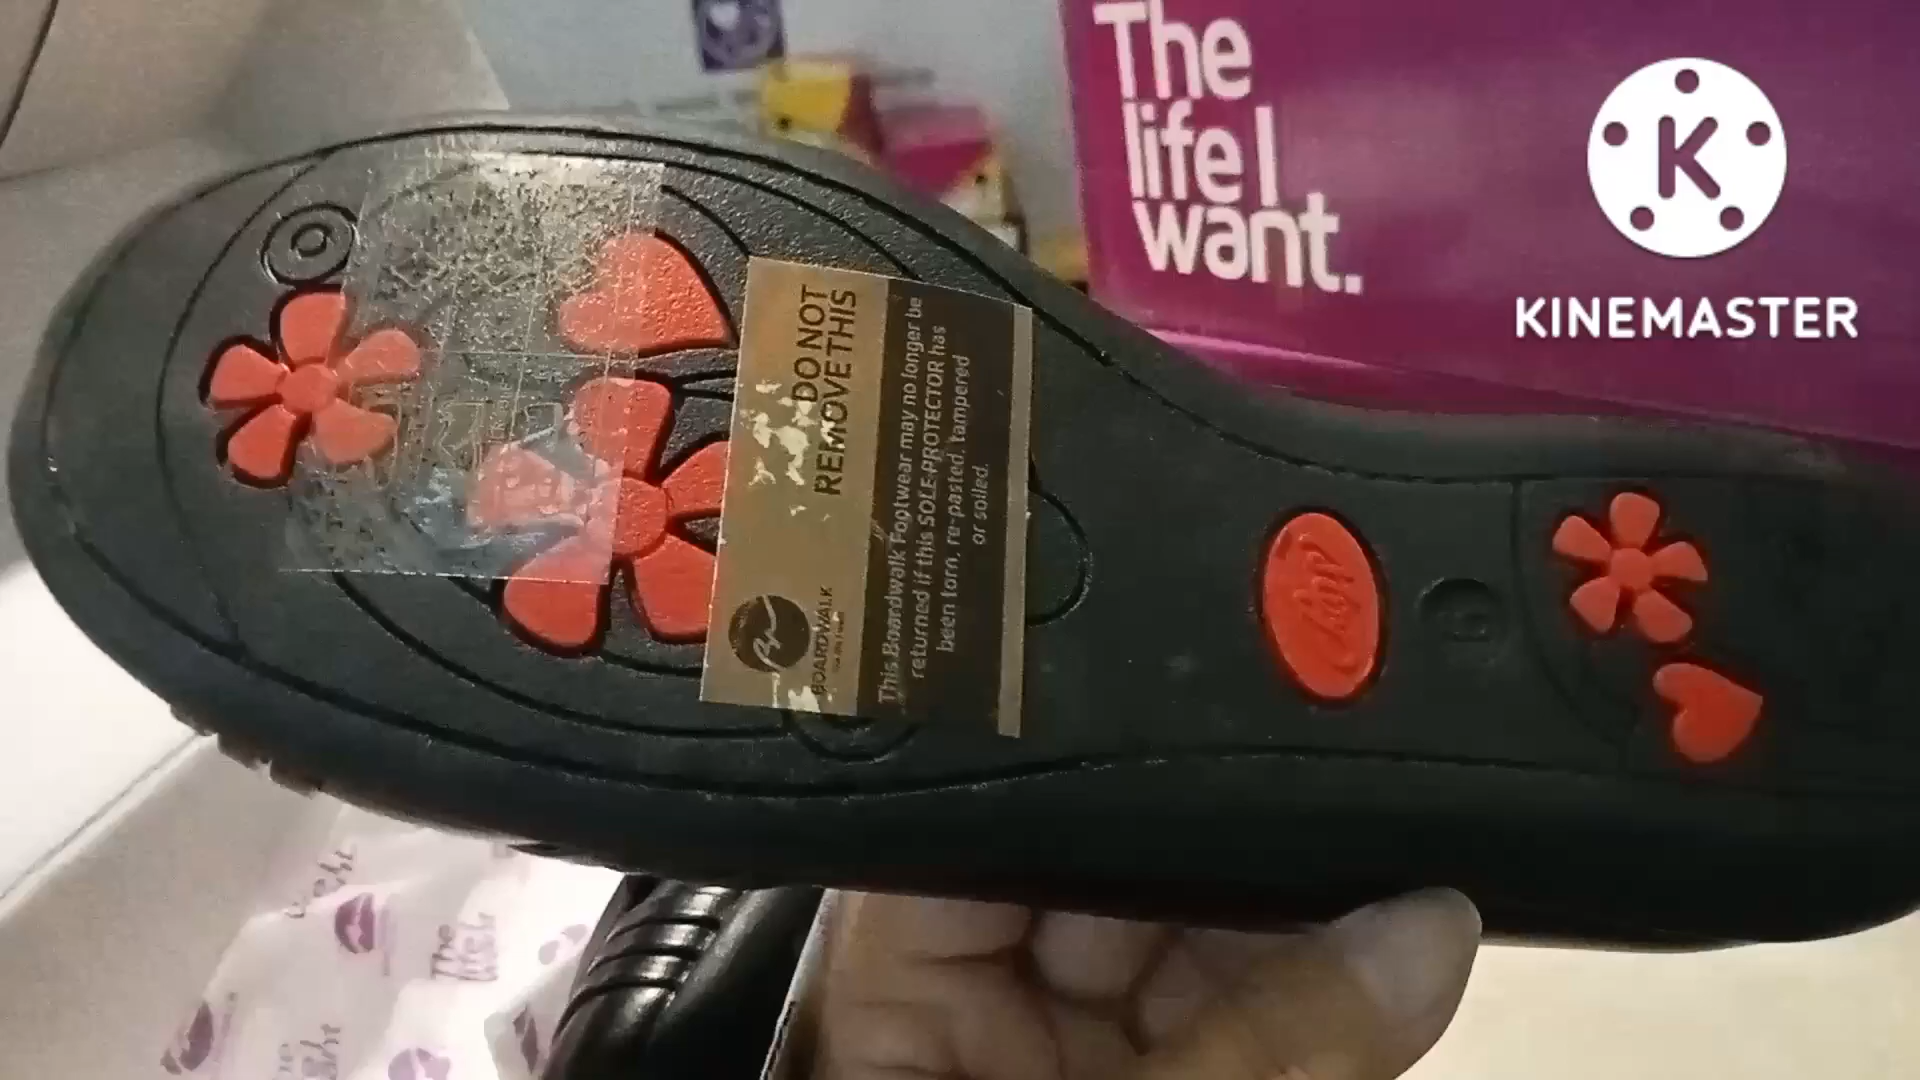 The
life I
want.
KINEMASTER
DO NOT
REMOVE THIS
BOARDWALK
This Boardwalk Footwear may no longer be
returned if this SOLE-PROTECTOR has
been torn, re-pasted, tampered
or soiled.
The